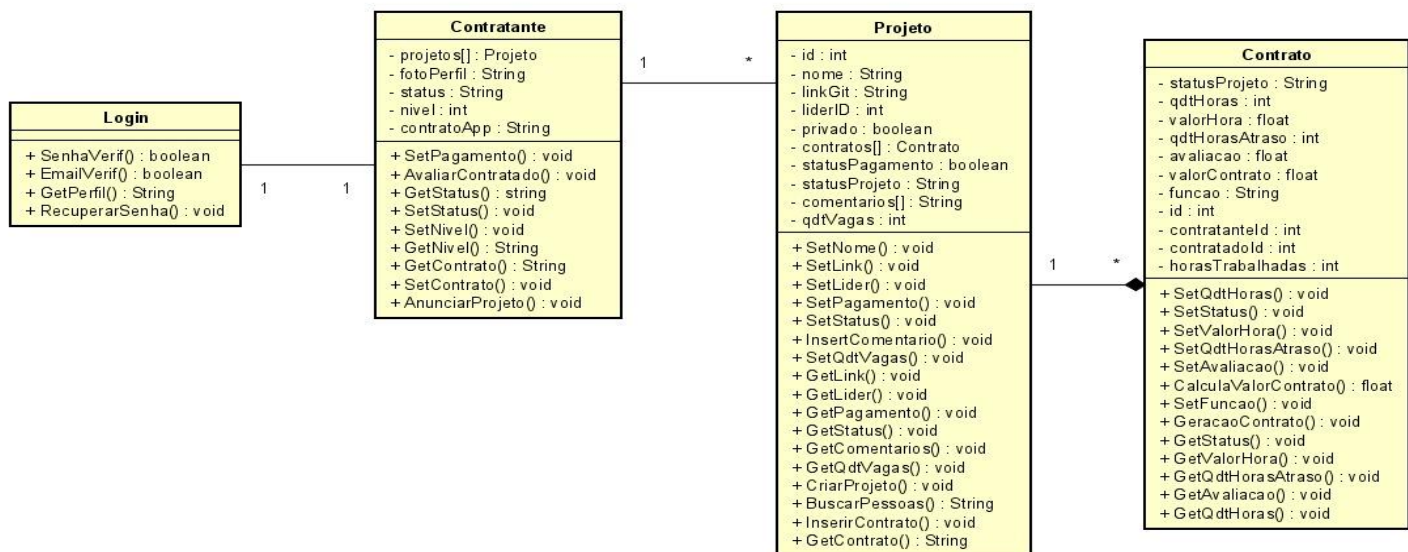 Login
+ SenhaVerif() : boolean
+ EmailVerif() : boolean
+ GetPerfil() : String
+ RecuperarSenha() : void
1
1
Contratante
- projetos[] : Projeto
- fotoPerfil : String
- status : String
- nivel : int
- contratoApp : String
+ SetPagamento() : void
+ AvaliarContratado() : void
+ GetStatus() : string
+ SetStatus() : void
+ SetNivel() : void
+ GetNivel() : String
+ GetContrato() : String
+ SetContrato() : void
+ AnunciarProjeto() : void
1
*
Projeto
- id : int
- nome : String
- linkGit : String
- liderID : int
- privado : boolean
- contratos[] : Contrato
- statusPagamento : boolean
- statusProjeto : String
- comentarios[] : String
- qdtVagas : int
+ SetNome() : void
+ SetLink() : void
+ SetLider() : void
+ SetPagamento() : void
+ SetStatus() : void
+ InsertComentario() : void
+ SetQdtVagas() : void
+ GetLink() : void
+ GetLider() : void
+ GetPagamento() : void
+ GetStatus() : void
+ GetComentarios() : void
+ GetQdtVagas() : void
+ CriarProjeto() : void
+ BuscarPessoas() : String
+ InserirContrato() : void
+ GetContrato() : String
1
*
Contrato
- statusProjeto : String
- qdtHoras : int
- valorHora : float
- qdtHorasAtraso : int
- avaliacao : float
- valorContrato : float
- funcao : String
- id : int
- contratanteId : int
- contratadoId : int
- horasTrabalhadas : int
+ SetQdtHoras() : void
+ SetStatus() : void
+ SetValorHora() : void
+ SetQdtHorasAtraso() : void
+ SetAvaliacao() : void
+ CalculaValorContrato() : float
+ SetFuncao() : void
+ GeracaoContrato() : void
+ GetStatus() : void
+ GetValorHora() : void
+ GetQdtHorasAtraso() : void
+ GetAvaliacao() : void
+ GetQdtHoras() : void